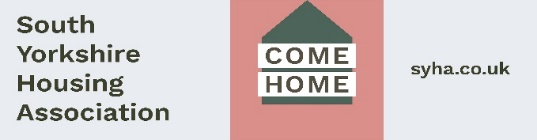 South
Yorkshire
Housing
Association
COME
HOME
syha.co.uk